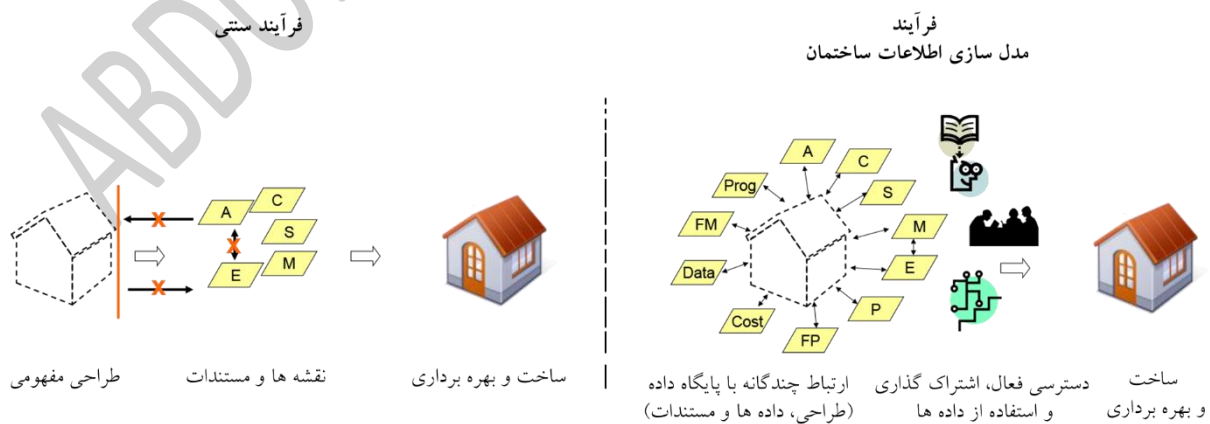 فرآیند سنتی
فرآیند
مدل سازی اطلاعات ساختمان
A
C
S
M
E
X
X
X
A
C
S
M
E
P
FP
Cost
Data
FM
Prog
طراحی مفهومی
نقشه ها و مستندات
ساخت و بهره برداری
ارتباط چندگانه با پایگاه داده
(طراحی، داده ها و مستندات)
دسترسی فعال، اشتراک گذاری
و استفاده از داده ها
ساخت
و بهره برداری